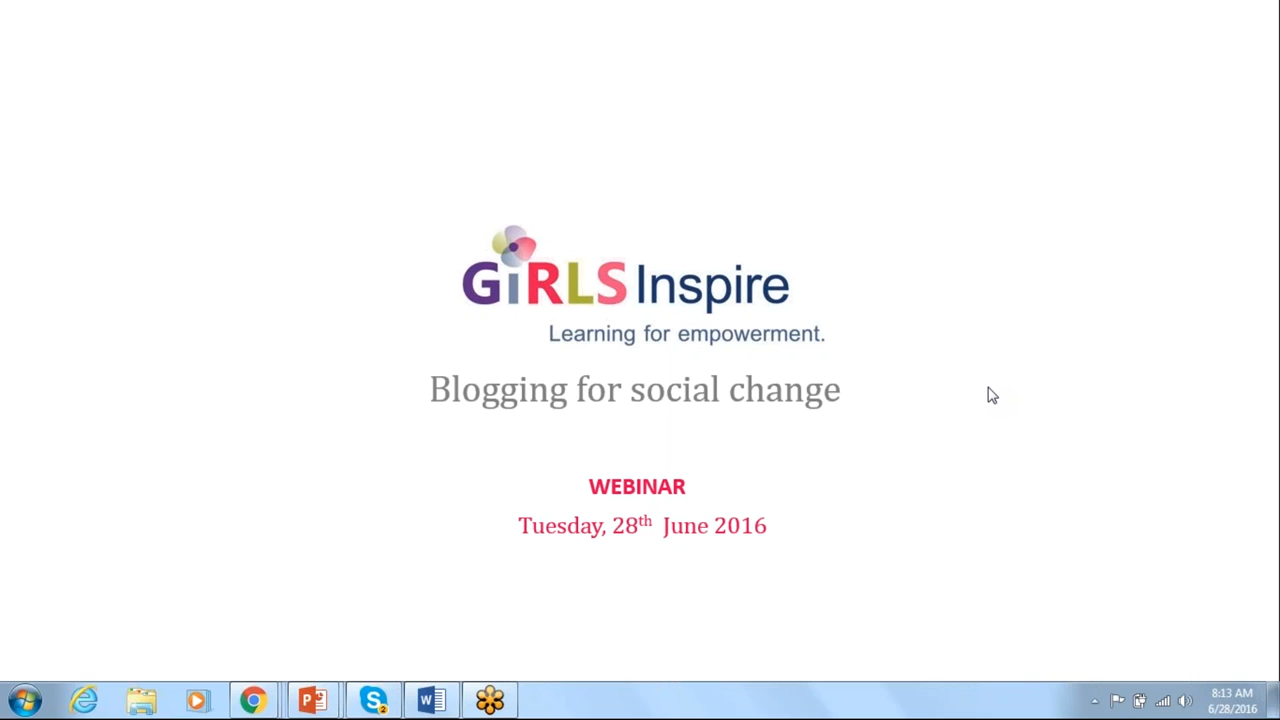 GiRLS Inspire
Learning for empowerment.
Blogging for social change
WEBINAR
Tuesday, 28th June 2016
8:13 AM
6/28/2016